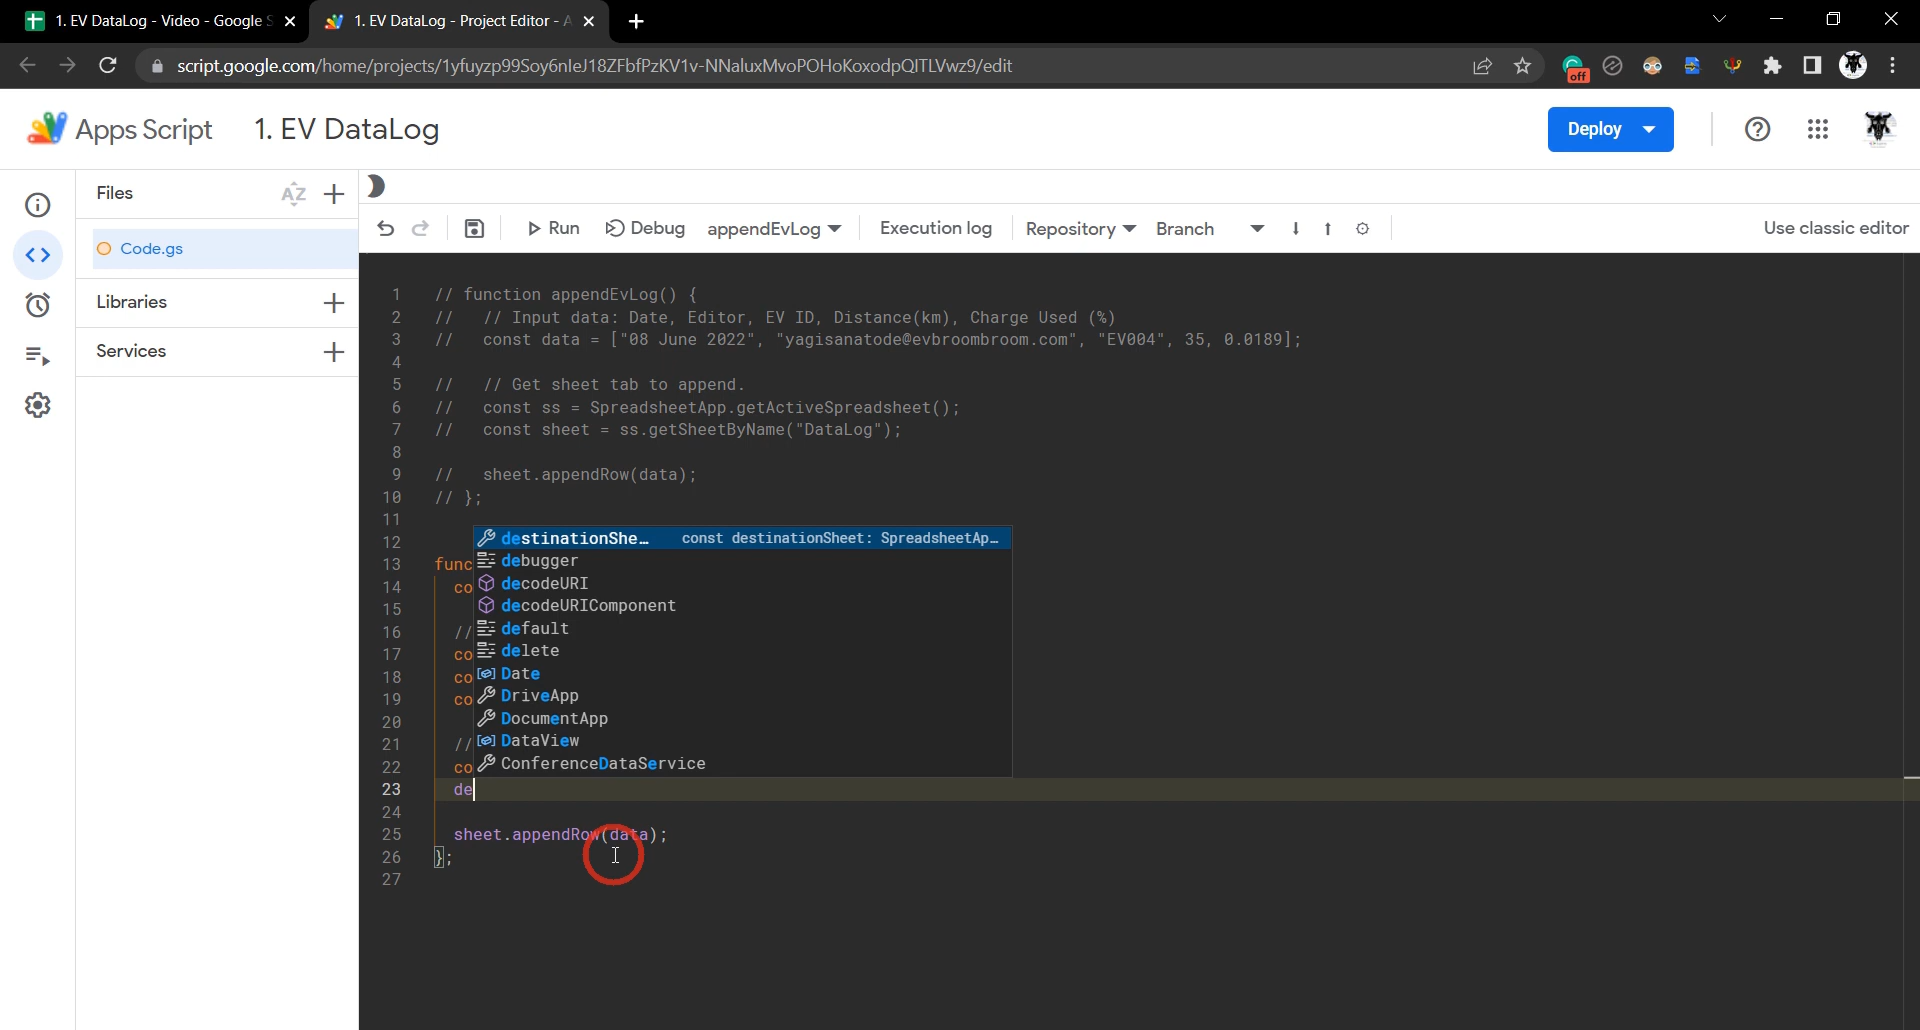 1. EV DataLog - Video - Google S
1. EV DataLog - Project Editor - A
script.google.com/home/projects/1yfuyzp99Soy6nleJ18ZFbfPzKV1v-NNaluxMvoPOHoKoxodpQITLVwz9/edit
off
Apps Script
1. EV DataLog
Deploy
Files
AZ
Code.gs
Libraries
Services
Run
Debug
appendEvLog
Execution log
Repository
Branch
Use classic editor
1 // function appendEvLog() {
2 // // Input data: Date, Editor, EV ID, Distance(km), Charge Used (%)
3 // const data = ["08 June 2022", "yagisanatode@evbroombroom.com", "EV004", 35, 0.0189];
4
5 // // Get sheet tab to append.
6 // const ss = SpreadsheetApp.getActiveSpreadsheet();
7 // const sheet = ss.getSheetByName("DataLog");
8
9 // sheet.appendRow(data);
10 // };
11
12
13 func
14 co
15
16 //
17 co
18 co
19 co
20
21 //
22 co
23 de
24
25 sheet.appendRow(data);
26 };
27
destinationShe… const destinationSheet: SpreadsheetAp…
debugger
decodeURI
decodeURIComponent
default
delete
Date
DriveApp
DocumentApp
DataView
ConferenceDataService